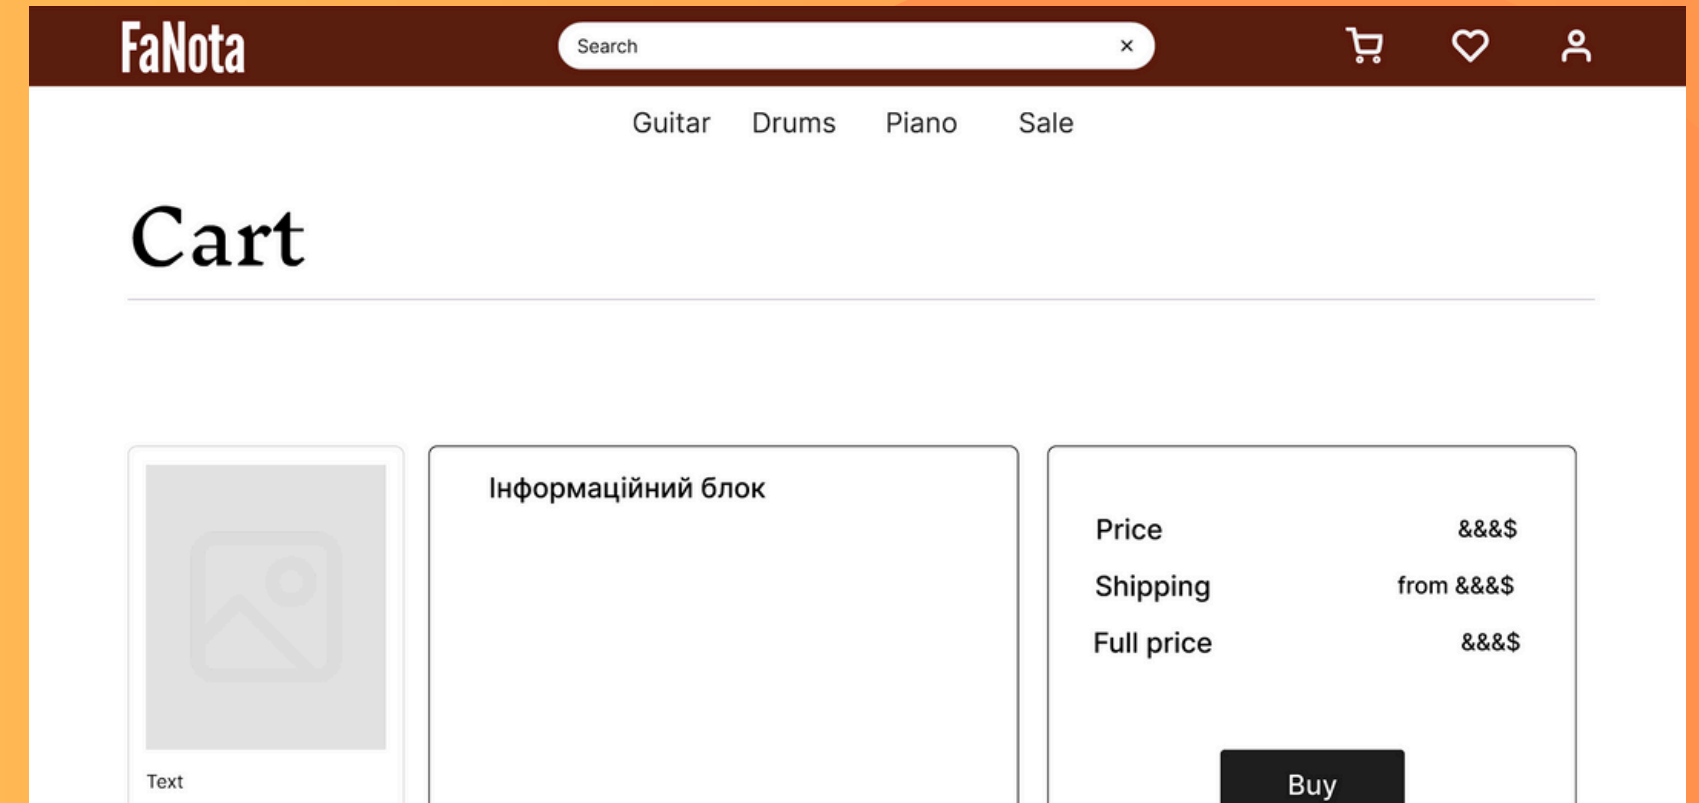 FaNota
Search
Guitar Drums Piano Sale
Cart
Інформаційний блок
Price &&&$
Shipping from &&&$
Full price &&&$
Text
Buy